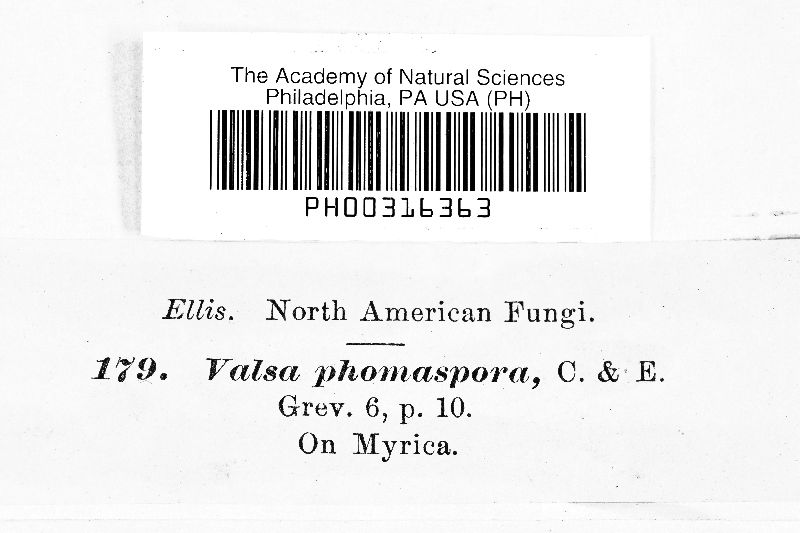 The Academy of Natural Sciences
Philadelphia, PA USA (PH)
PH00316363
Ellis. North American Fungi.
179. Valsa phomaspora, C. & E.
Grev. 6, p. 10.
On Myrica.